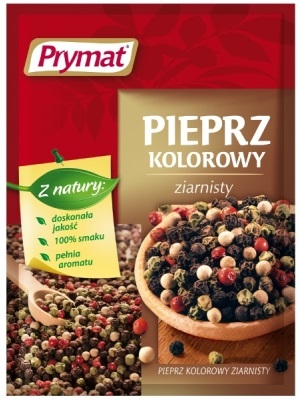 Prymat
PIEPRZ
KOLOROWY
ziarnisty
Z natury:
doskonała
jakość
100% smaku
pełnia
aromatu
PIEPRZ KOLOROWY ZIARNISTY